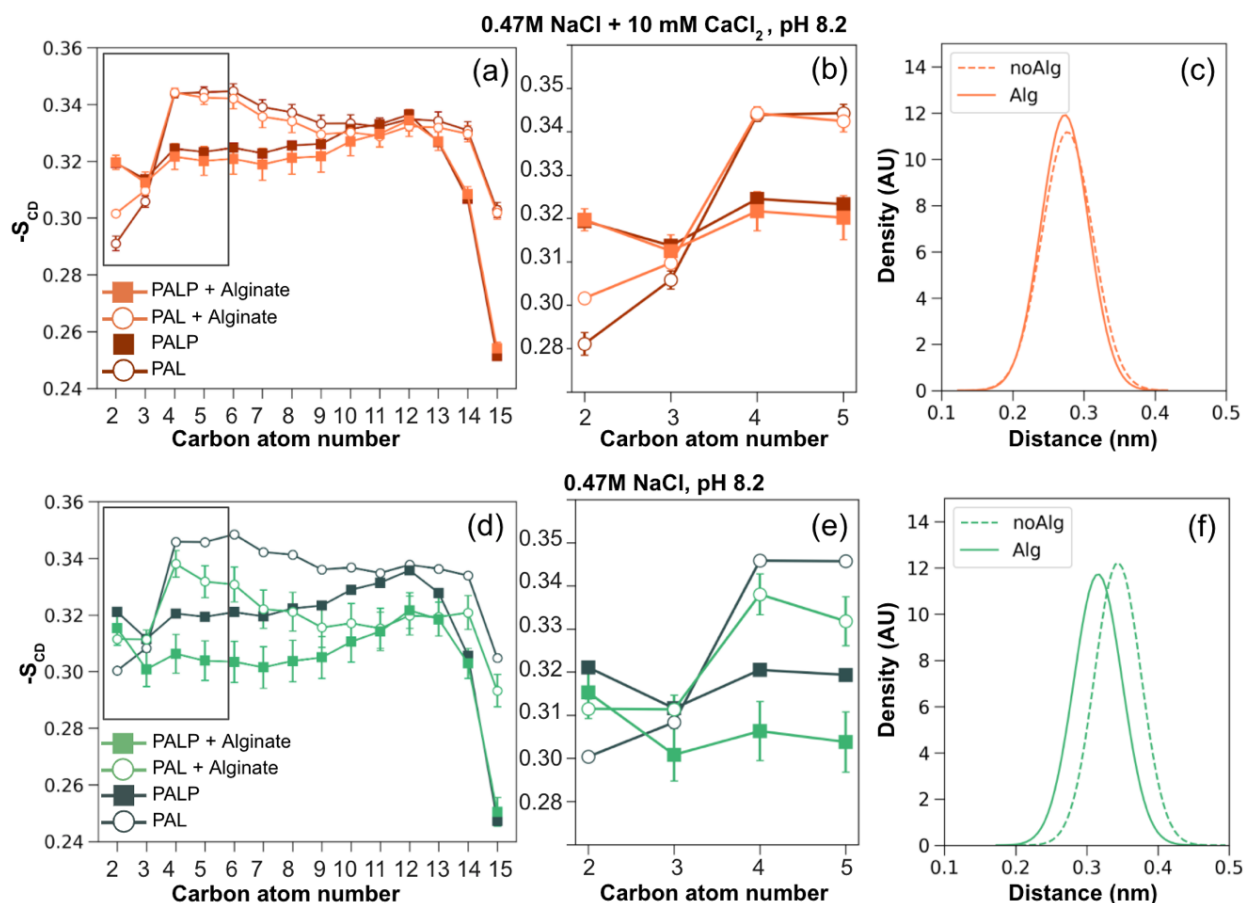 0.47M NaCl + 10 mM CaCl2, pH 8.2
(a)
0.36
0.34
0.32
0.30
0.28
0.26
0.24
-SCD
PALP + Alginate
PAL + Alginate
PALP
PAL
2 3 4 5 6 7 8 9 10 11 12 13 14 15
Carbon atom number
(b)
0.35
0.34
0.33
0.32
0.31
0.30
0.28
2 3 4 5
Carbon atom number
(c)
noAlg
Alg
14
12
10
8
6
4
2
0
Density (AU)
0.1 0.2 0.3 0.4 0.5
Distance (nm)
0.47M NaCl, pH 8.2
(d)
0.36
0.34
0.32
0.30
0.28
0.26
0.24
-SCD
PALP + Alginate
PAL + Alginate
PALP
PAL
2 3 4 5 6 7 8 9 10 11 12 13 14 15
Carbon atom number
(e)
0.35
0.34
0.33
0.32
0.31
0.30
0.28
2 3 4 5
Carbon atom number
(f)
noAlg
Alg
14
12
10
8
6
4
2
0
Density (AU)
0.1 0.2 0.3 0.4 0.5
Distance (nm)